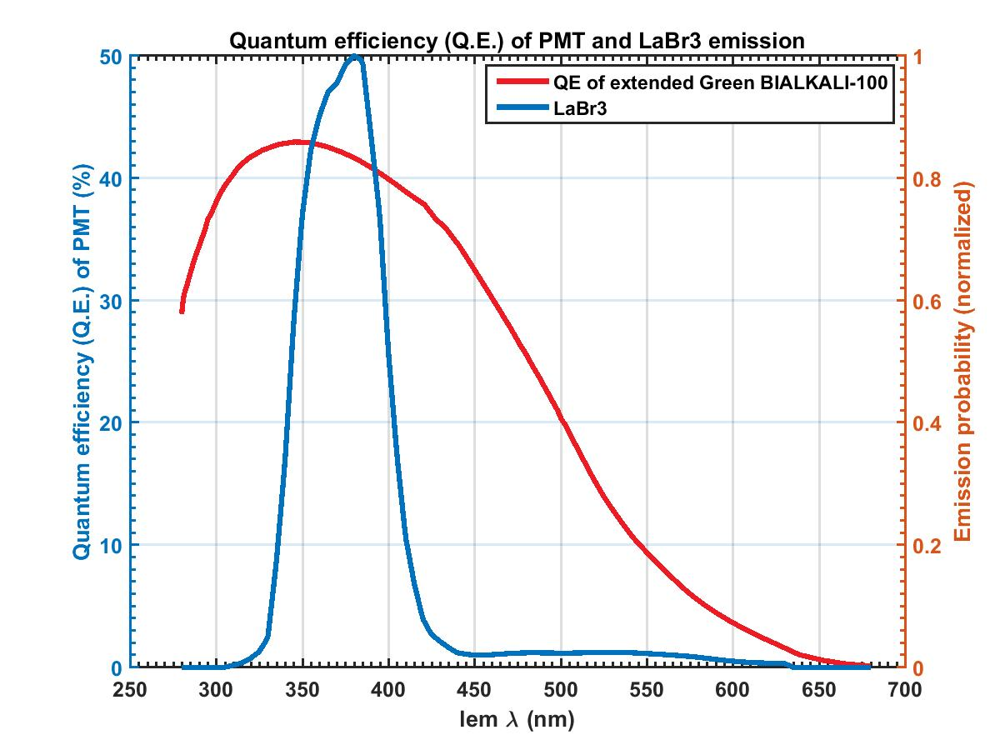 Quantum efficiency (Q.E.) of PMT and LaBr3 emission
QE of extended Green BIALKALI-100
LaBr3
Quantum efficiency (Q.E.) of PMT (%)
50
40
30
20
10
0
1
0.8
0.6
0.4
0.2
0
Emission probability (normalized)
250 300 350 400 450 500 550 600 650 700
lem λ (nm)